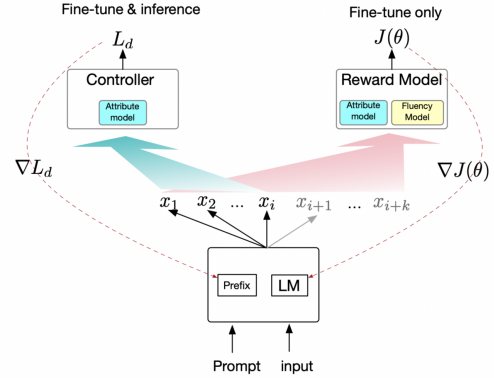 Fine-tune & inference
Fine-tune only
L_d
J(θ)
Controller
Reward Model
Attribute
model
Attribute
model
Fluency
Model
∇L_d
∇J(θ)
x_1 x_2 ... x_i x_{i+1} ... x_{i+k}
Prefix
LM
Prompt
input